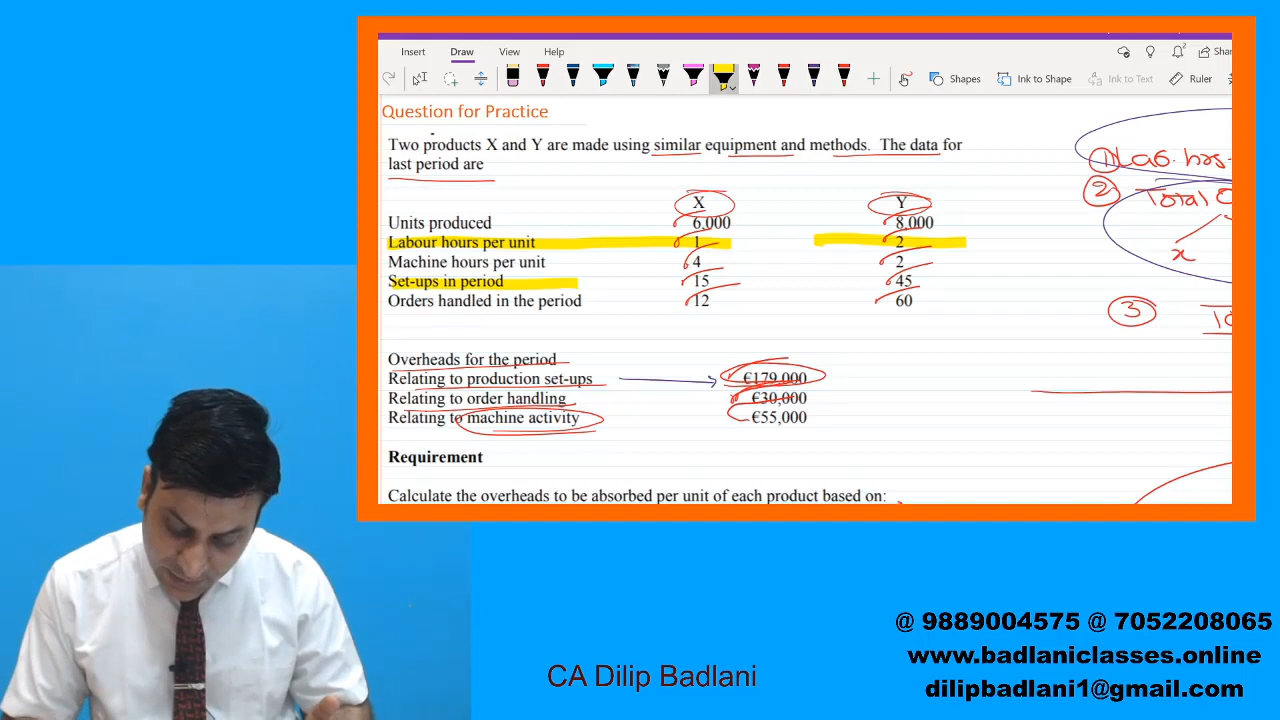 Insert Draw View Help Shar
Shapes Ink to Shape Ink to Text Ruler
Question for Practice
Two products X and Y are made using similar equipment and methods. The data for
last period are
X Y
Units produced 6,000 8,000
Labour hours per unit 1 2
Machine hours per unit 4 2
Set-ups in period 15 45
Orders handled in the period 12 60
Overheads for the period
Relating to production set-ups €179,000
Relating to order handling €30,000
Relating to machine activity €55,000
Requirement
Calculate the overheads to be absorbed per unit of each product based on:
① Lab. hrs-
② Total O
x
③ To
CA Dilip Badlani
@ 9889004575 @ 7052208065
www.badlaniclasses.online
dilipbadlani1@gmail.com